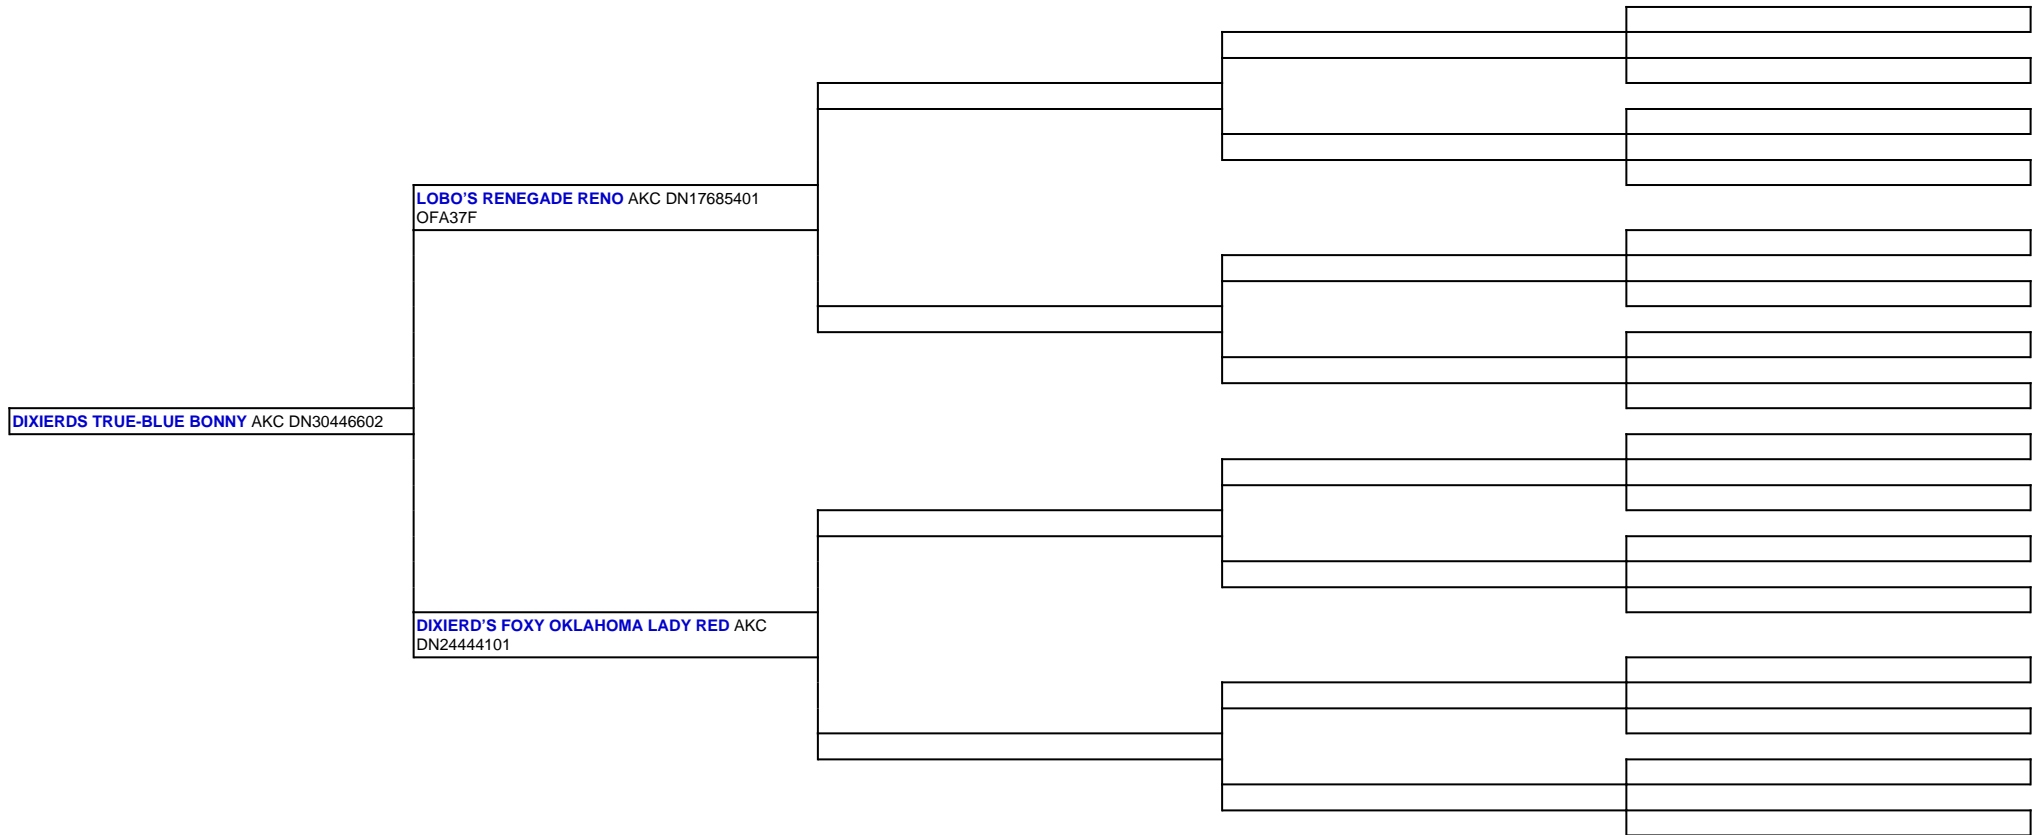 LOBO’S RENEGADE RENO AKC DN17685401
OFA37F
DIXIERDS TRUE-BLUE BONNY AKC DN30446602
DIXIERD’S FOXY OKLAHOMA LADY RED AKC
DN24444101